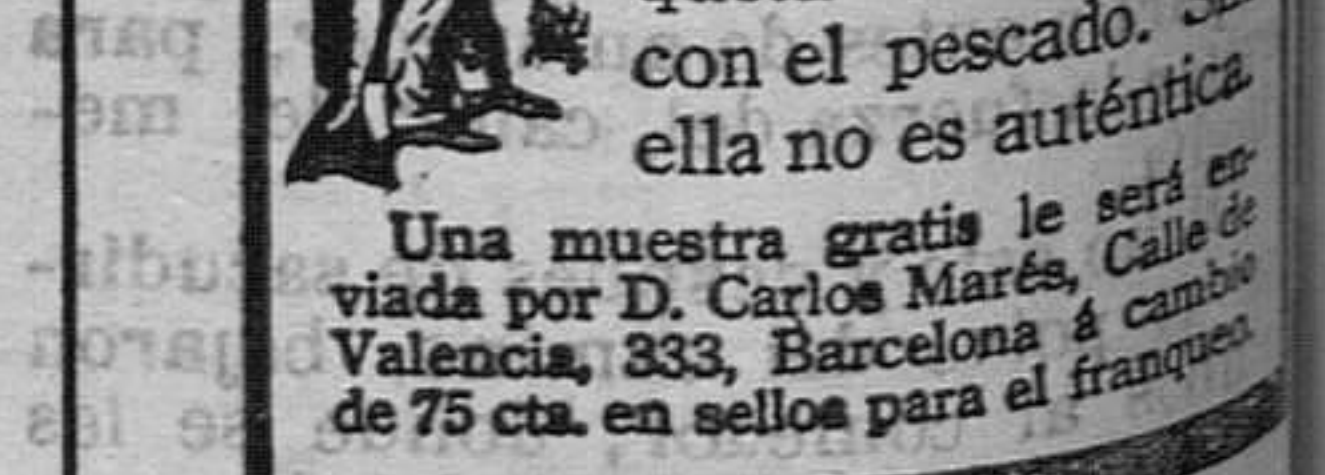 con el pescado.
ella no es auténtica.
Una muestra gratis le será en-
viada por D. Carlos Marés, Calle de
Valencia, 333, Barcelona á cambio
de 75 cts. en sellos para el franqueo.